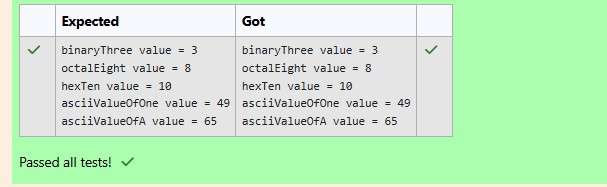 Expected Got
binaryThree value = 3 binaryThree value = 3
octalEight value = 8 octalEight value = 8
hexTen value = 10 hexTen value = 10
asciiValueOfOne value = 49 asciiValueOfOne value = 49
asciiValueOfA value = 65 asciiValueOfA value = 65
Passed all tests!